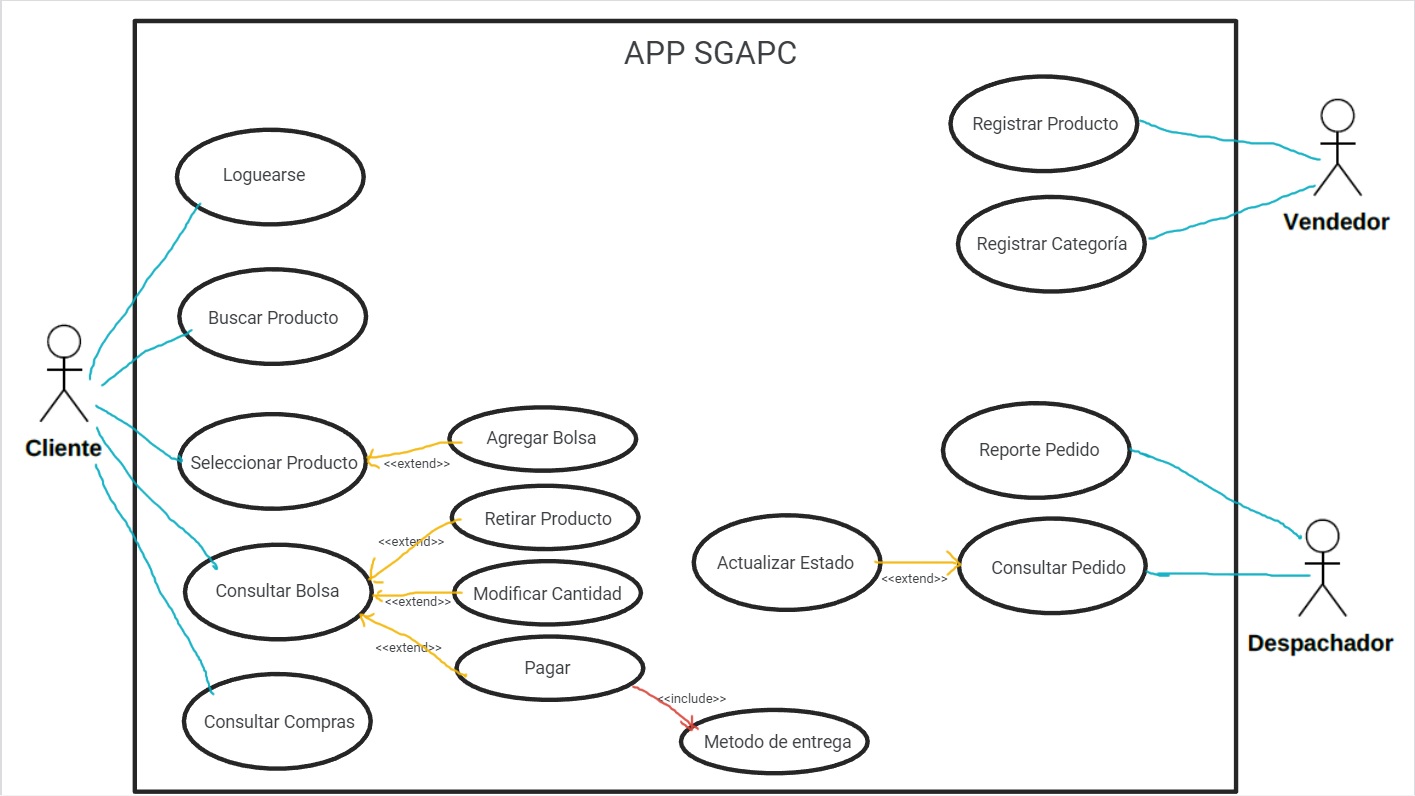 APP SGAPC
Registrar Producto
Vendedor
Registrar Categoría
Loguearse
Buscar Producto
Cliente
Seleccionar Producto
<<extend>>
Agregar Bolsa
Retirar Producto
<<extend>>
Consultar Bolsa
<<extend>>
Modificar Cantidad
<<extend>>
Pagar
<<include>>
Metodo de entrega
Consultar Compras
Reporte Pedido
Actualizar Estado
<<extend>>
Consultar Pedido
Despachador